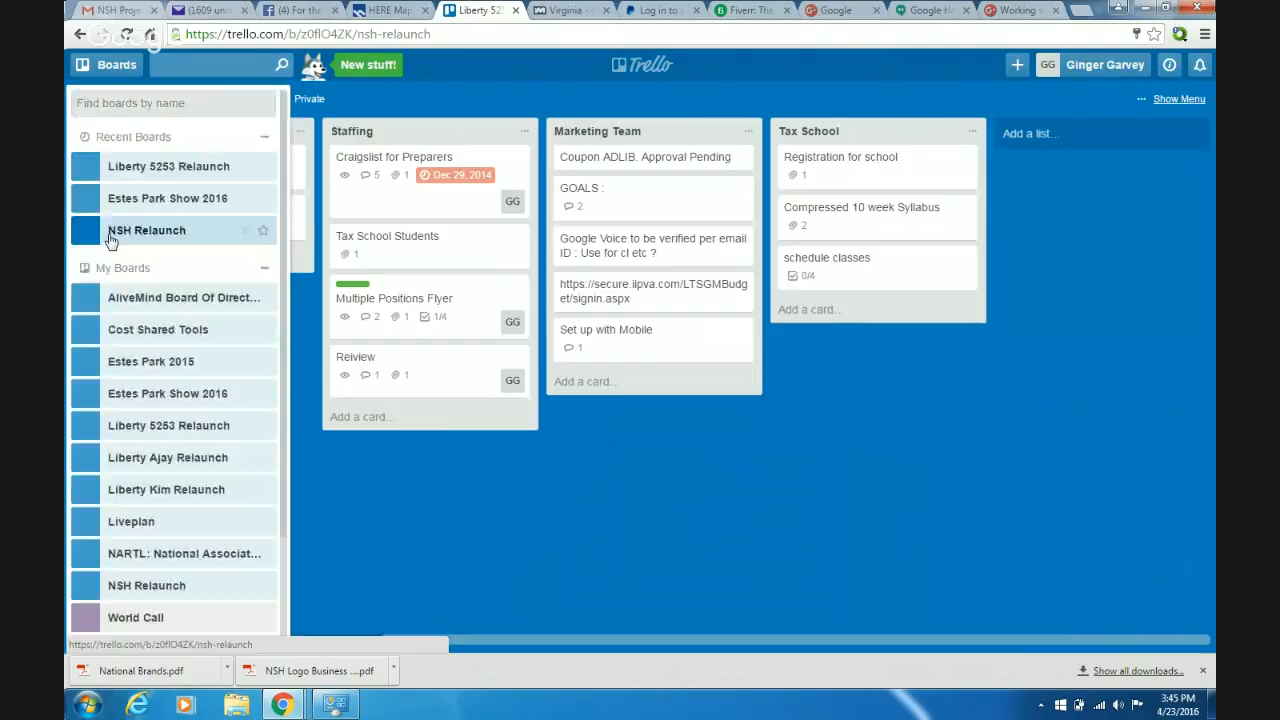 NSH Proje
(1609 un
(4) For the
HERE Map
Liberty 52
Virginia -
Log in to
Fiverr: The
Google
Google H
Working
https://trello.com/b/z0flO4ZK/nsh-relaunch
Google
Boards
New stuff!
Trello
GG
Ginger Garvey
Find boards by name
Private
Show Menu
Recent Boards
Liberty 5253 Relaunch
Estes Park Show 2016
NSH Relaunch
My Boards
AliveMind Board Of Direct...
Cost Shared Tools
Estes Park 2015
Estes Park Show 2016
Liberty 5253 Relaunch
Liberty Ajay Relaunch
Liberty Kim Relaunch
Liveplan
NARTL: National Associat...
NSH Relaunch
World Call
Staffing
Craigslist for Preparers
5 1 Dec 29, 2014
GG
Tax School Students
1
Multiple Positions Flyer
2 1 1/4
GG
Reiview
1 1
GG
Add a card...
Marketing Team
Coupon ADLIB. Approval Pending
GOALS :
2
Google Voice to be verified per email
ID : Use for cl etc ?
https://secure.iipva.com/LTSGMBudg
et/signin.aspx
Set up with Mobile
1
Add a card...
Tax School
Registration for school
1
Compressed 10 week Syllabus
2
schedule classes
0/4
Add a card...
Add a list...
https://trello.com/b/z0flO4ZK/nsh-relaunch
National Brands.pdf
NSH Logo Business ....pdf
Show all downloads...
3:45 PM
4/23/2016